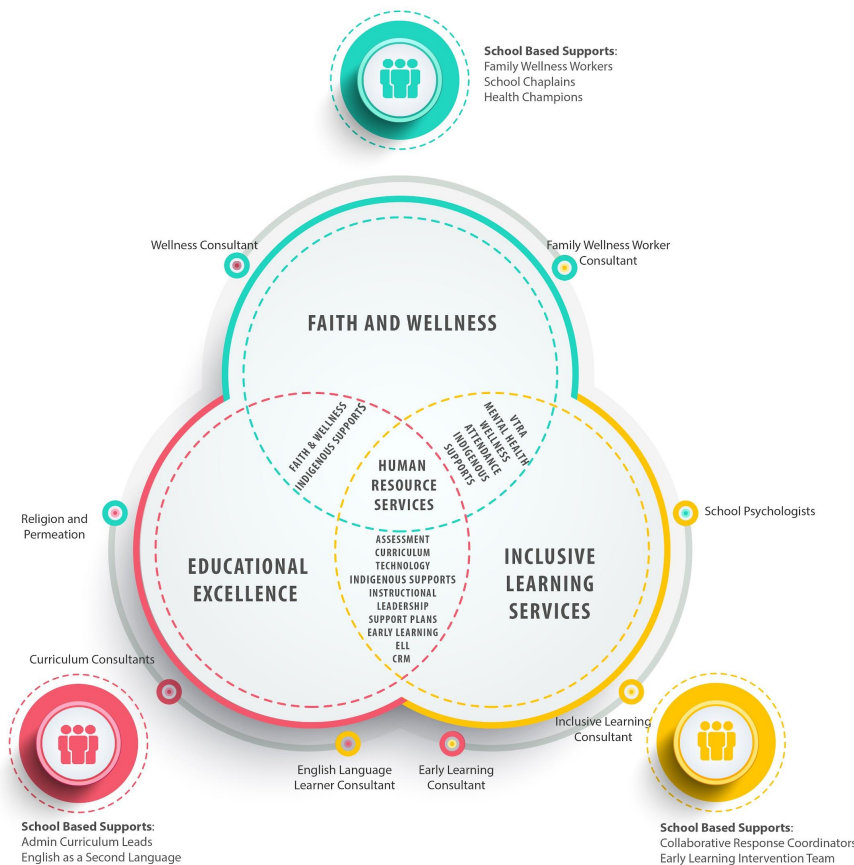 School Based Supports:
Family Wellness Workers
School Chaplains
Health Champions
Wellness Consultant
Family Wellness Worker
Consultant
FAITH AND WELLNESS
FAITH & WELLNESS
INDIGENOUS SUPPORTS
VTRA
MENTAL HEALTH
WELLNESS
ATTENDANCE
INDIGENOUS
SUPPORTS
HUMAN
RESOURCE
SERVICES
Religion and
Permeation
School Psychologists
EDUCATIONAL
EXCELLENCE
ASSESSMENT
CURRICULUM
TECHNOLOGY
INDIGENOUS SUPPORTS
INSTRUCTIONAL
LEADERSHIP
SUPPORT PLANS
EARLY LEARNING
ELL
CRM
INCLUSIVE
LEARNING
SERVICES
Curriculum Consultants
Inclusive Learning
Consultant
English Language
Learner Consultant
Early Learning
Consultant
School Based Supports:
Admin Curriculum Leads
English as a Second Language
School Based Supports:
Collaborative Response Coordinators
Early Learning Intervention Team